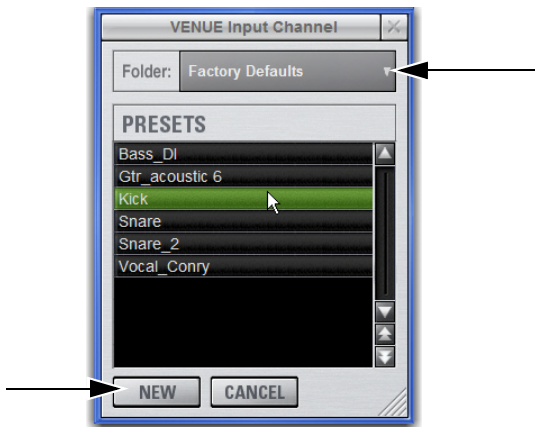 VENUE Input Channel
Folder: Factory Defaults
PRESETS
Bass_DI
Gtr_acoustic 6
Kick
Snare
Snare_2
Vocal_Conry
NEW CANCEL